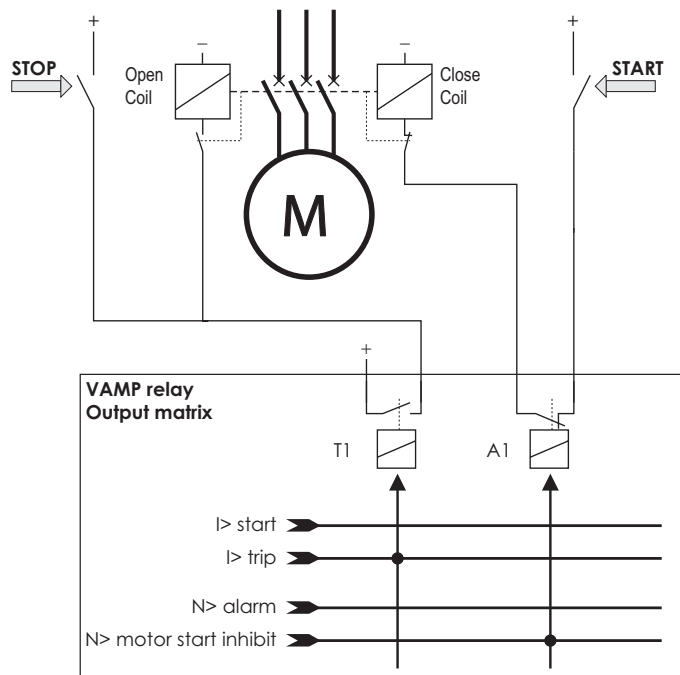 +
+
STOP
Open
Coil
−
−
Close
Coil
START
M
+
VAMP relay
Output matrix
T1
A1
I> start
I> trip
N> alarm
N> motor start inhibit